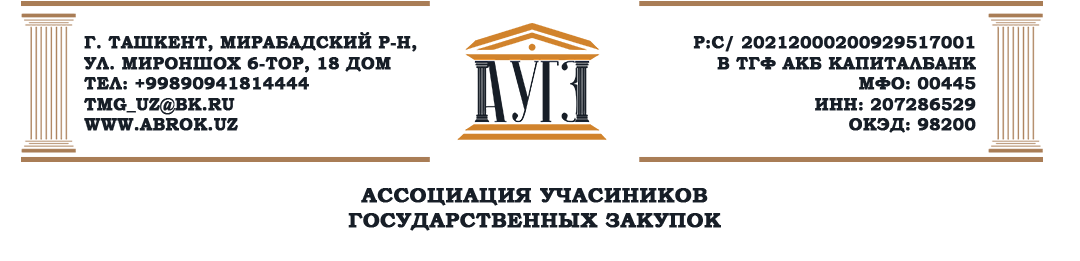 Г. ТАШКЕНТ, МИРАБАДСКИЙ Р-Н,
УЛ. МИРОНШОХ 6-ТОР, 18 ДОМ
ТЕЛ: +99890941814444
TMG_UZ@BK.RU
WWW.ABROK.UZ
АУГЗ
Р:С/ 20212000200929517001
В ТГФ АКБ КАПИТАЛБАНК
МФО: 00445
ИНН: 207286529
ОКЭД: 98200
АССОЦИАЦИЯ УЧАСИНИКОВ
ГОСУДАРСТВЕННЫХ ЗАКУПОК